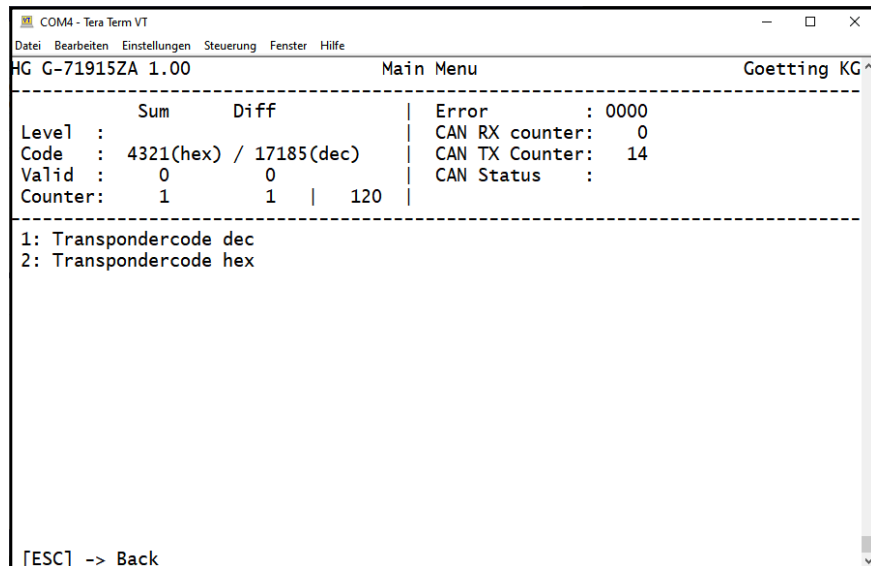 COM4 - Tera Term VT
Datei Bearbeiten Einstellungen Steuerung Fenster Hilfe
HG G-71915ZA 1.00 Main Menu Goetting KG
--------------------------------------------------------------------------------
Sum Diff | Error : 0000
Level : | CAN RX counter: 0
Code : 4321(hex) / 17185(dec) | CAN TX Counter: 14
Valid : 0 0 | CAN Status :
Counter: 1 1 | 120 |
--------------------------------------------------------------------------------
1: Transpondercode dec
2: Transpondercode hex
[ESC] -> Back